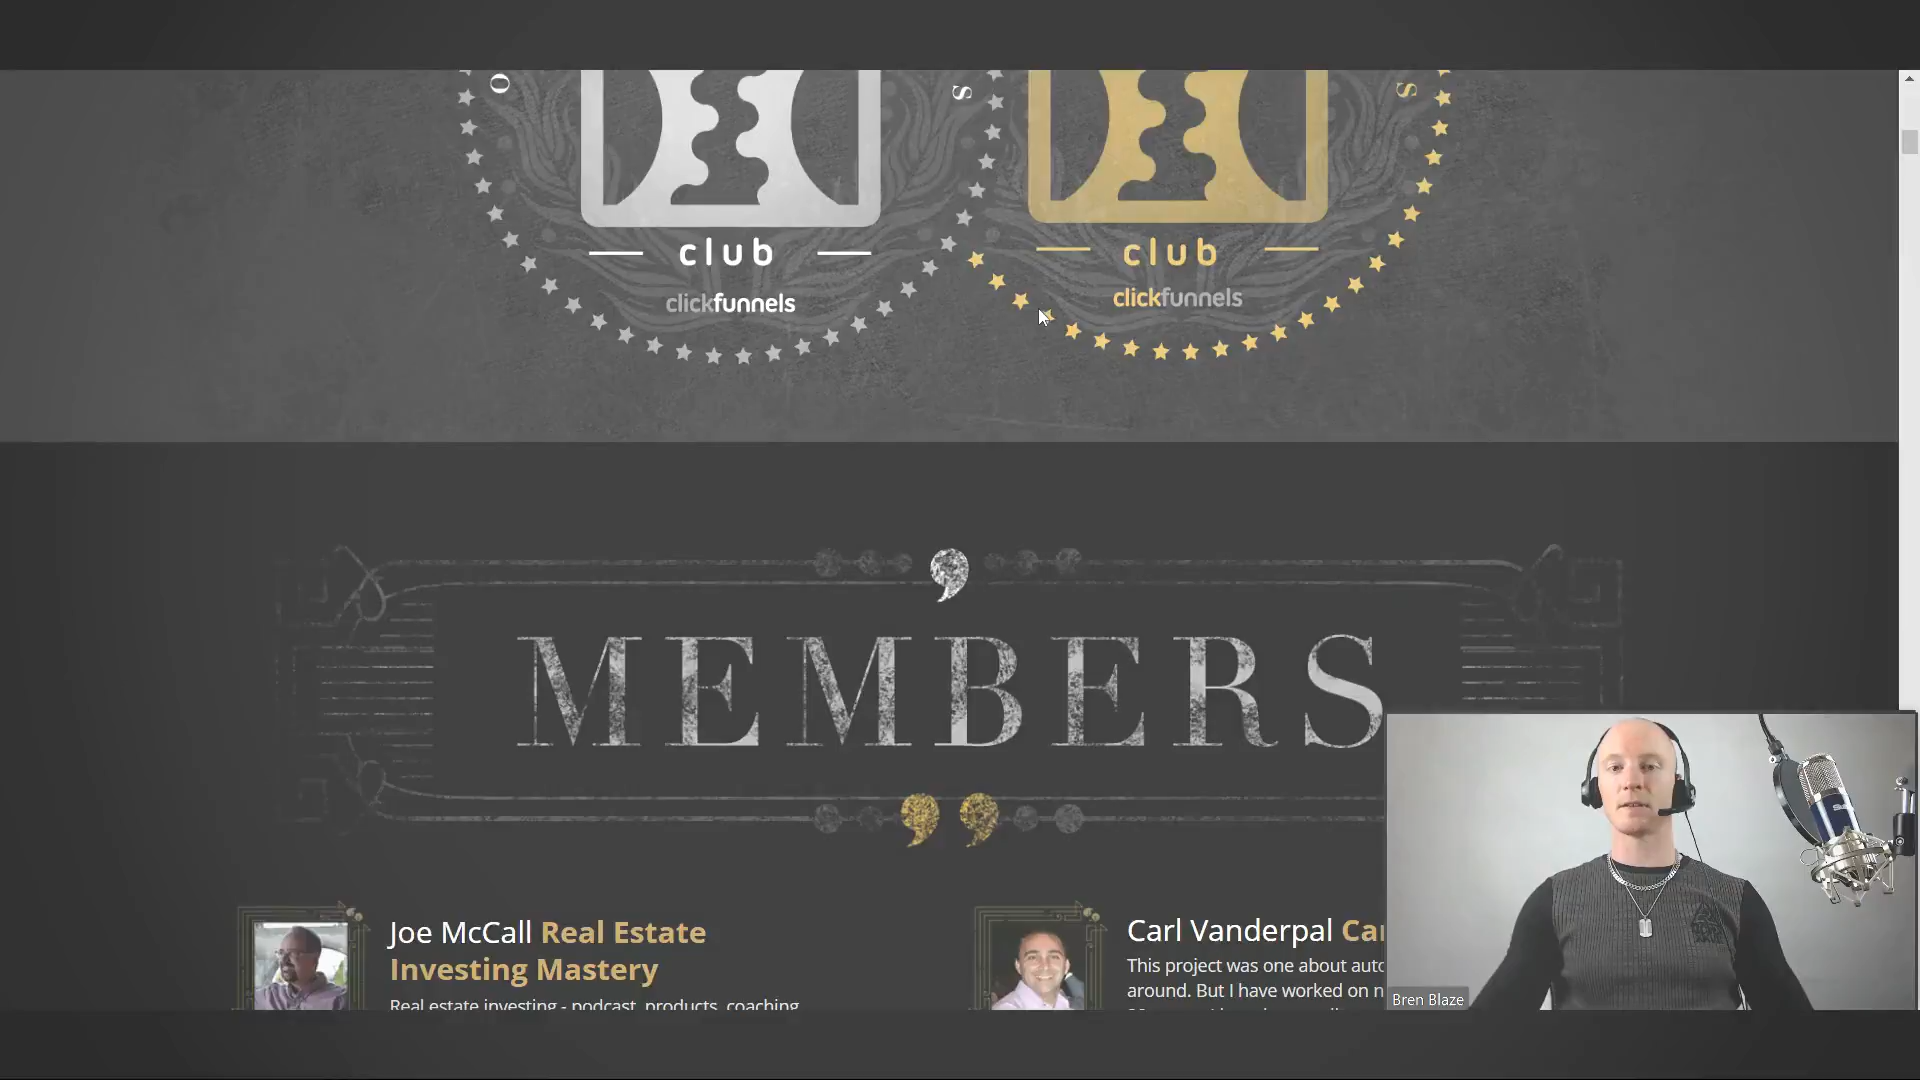 O
S
S
club
clickfunnels
club
clickfunnels
MEMBERS
Joe McCall Real Estate
Investing Mastery
Real estate investing - podcast, products, coaching
Carl Vanderpal
This project was one about
around. But I have worked on
Bren Blaze